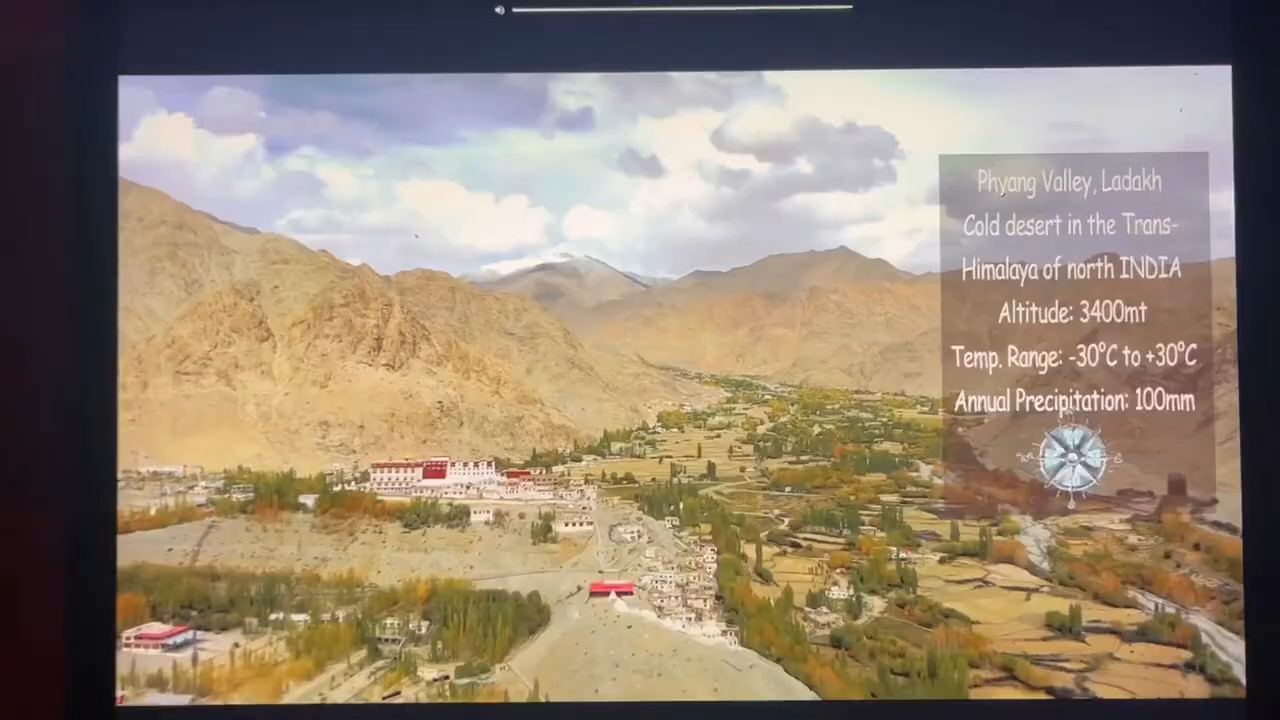 Phyang Valley, Ladakh
Cold desert in the Trans-
Himalaya of north INDIA
Altitude: 3400mt
Temp. Range: -30°C to +30°C
Annual Precipitation: 100mm